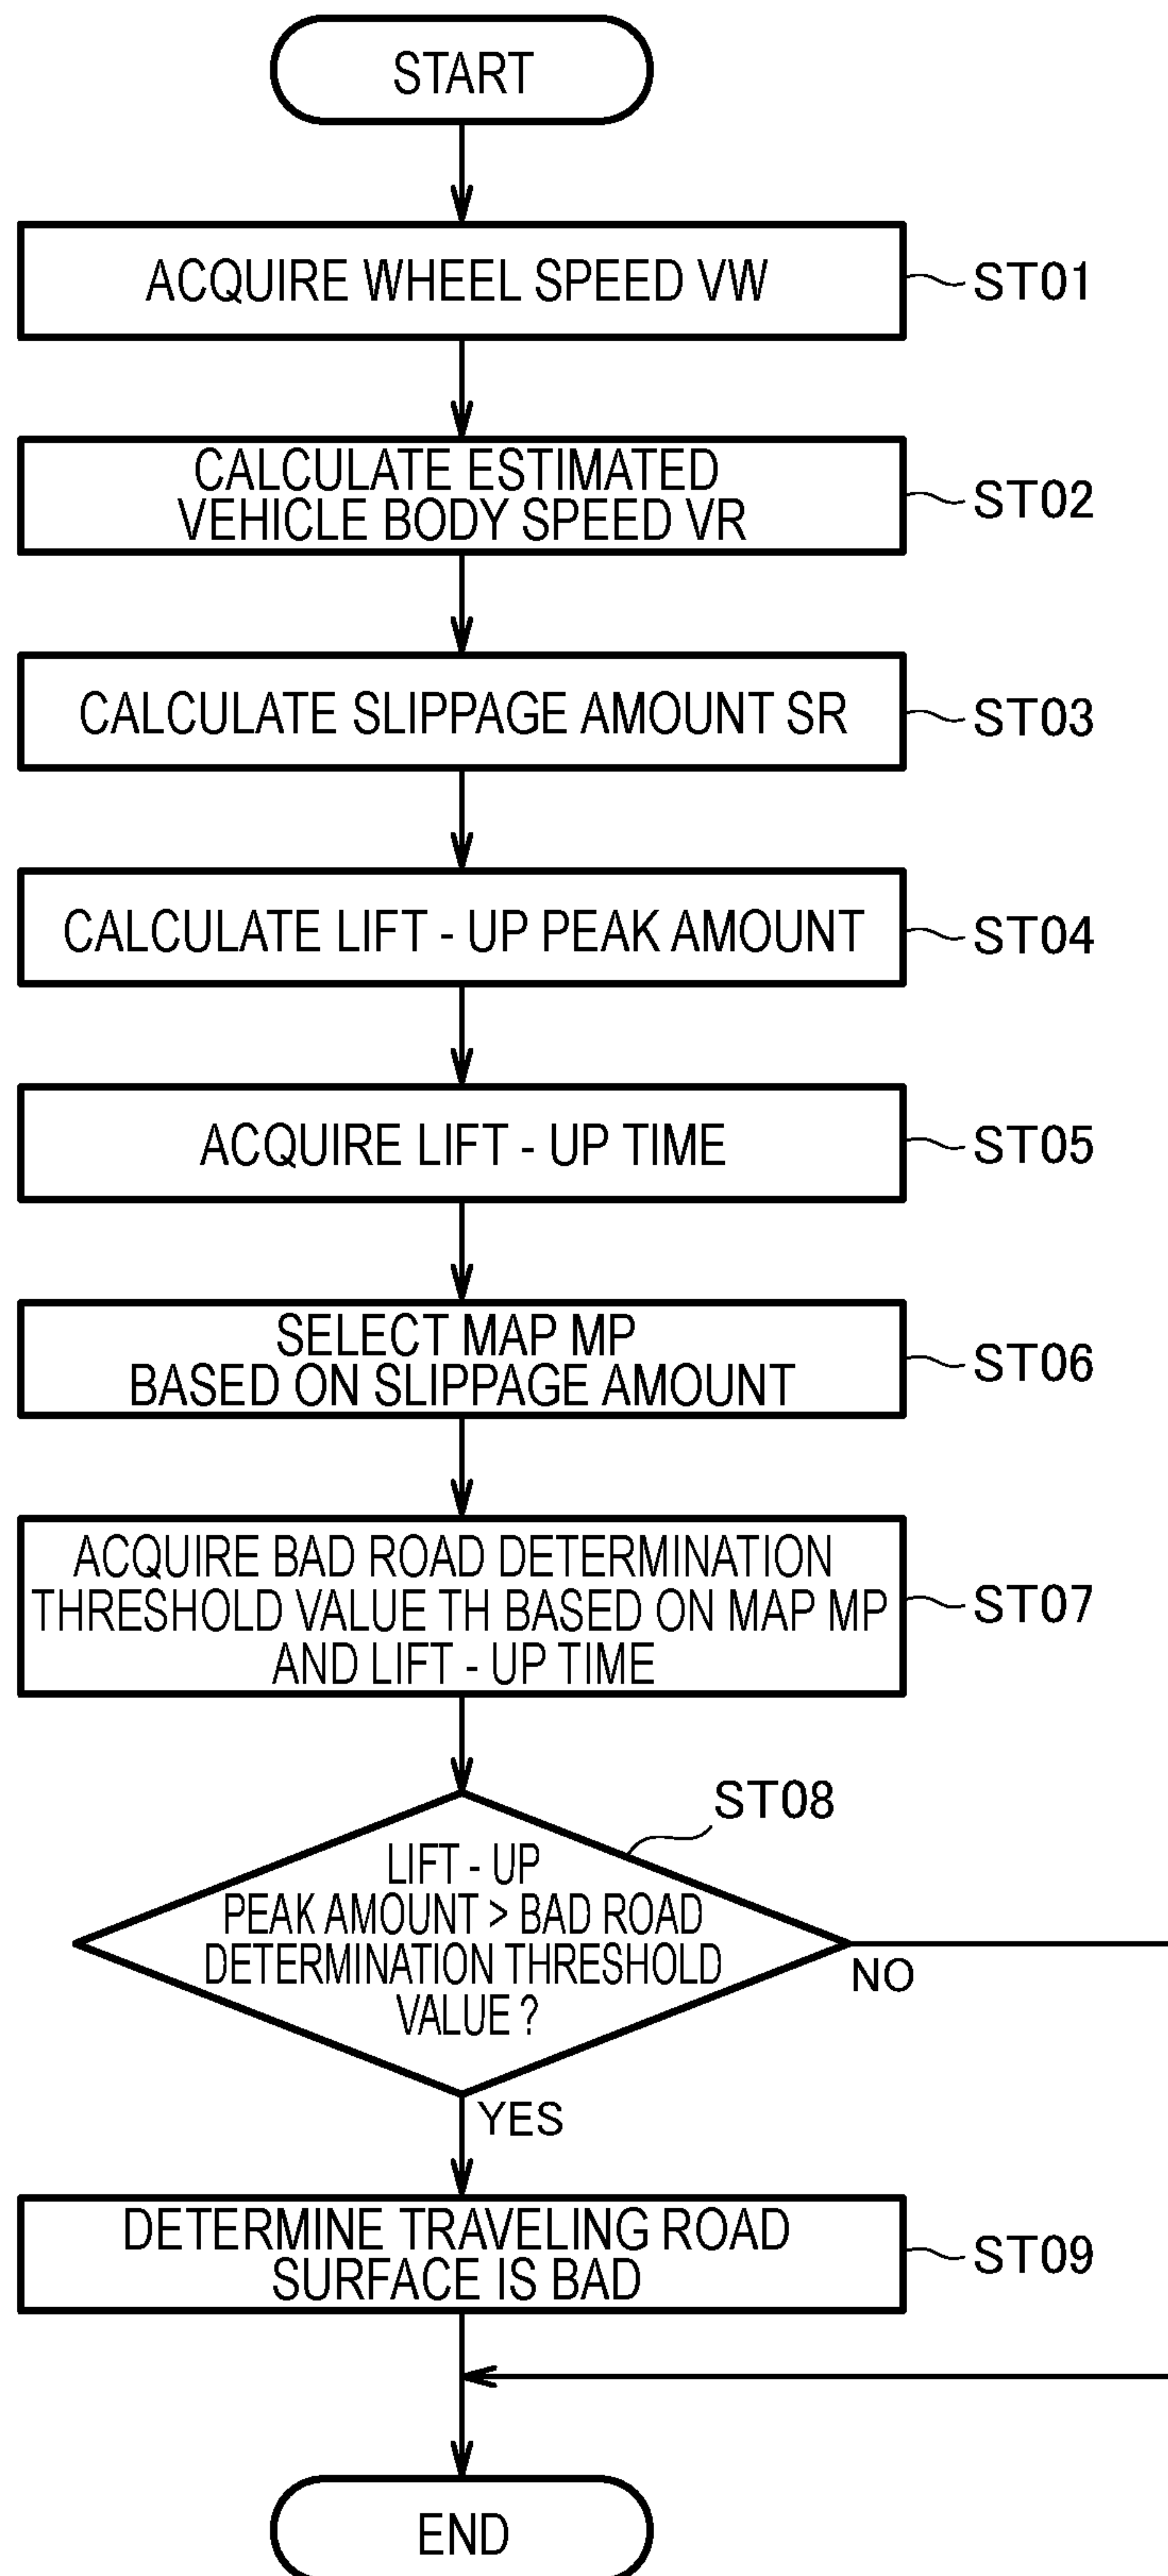 START
ACQUIRE WHEEL SPEED VW
ST01
CALCULATE ESTIMATED
VEHICLE BODY SPEED VR
ST02
CALCULATE SLIPPAGE AMOUNT SR
ST03
CALCULATE LIFT - UP PEAK AMOUNT
ST04
ACQUIRE LIFT - UP TIME
ST05
SELECT MAP MP
BASED ON SLIPPAGE AMOUNT
ST06
ACQUIRE BAD ROAD DETERMINATION
THRESHOLD VALUE TH BASED ON MAP MP
AND LIFT - UP TIME
ST07
ST08
LIFT - UP
PEAK AMOUNT > BAD ROAD
DETERMINATION THRESHOLD
VALUE ?
NO
YES
DETERMINE TRAVELING ROAD
SURFACE IS BAD
ST09
END